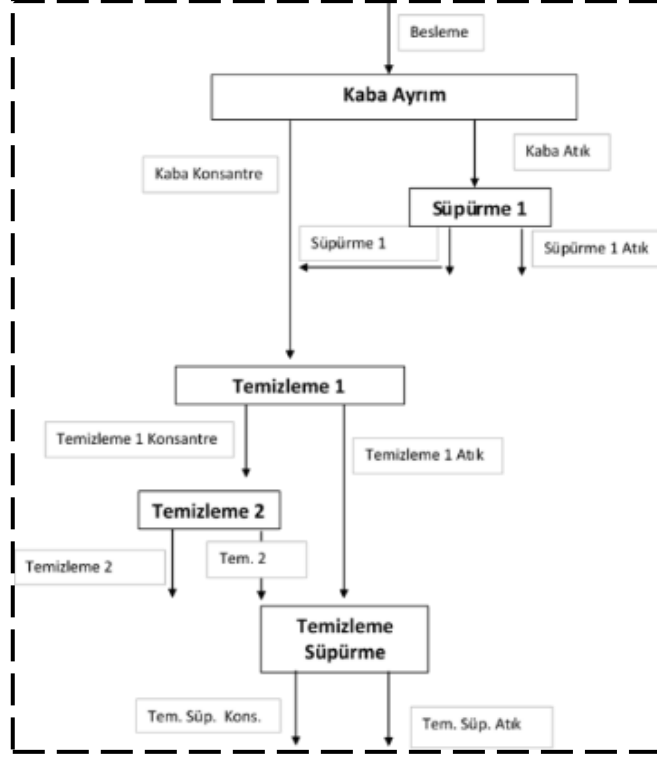 Besleme
Kaba Ayrım
Kaba Atık
Kaba Konsantre
Süpürme 1
Süpürme 1
Süpürme 1 Atık
Temizleme 1
Temizleme 1 Konsantre
Temizleme 1 Atık
Temizleme 2
Tem. 2
Temizleme 2
Temizleme
Süpürme
Tem. Süp. Kons.
Tem. Süp. Atık